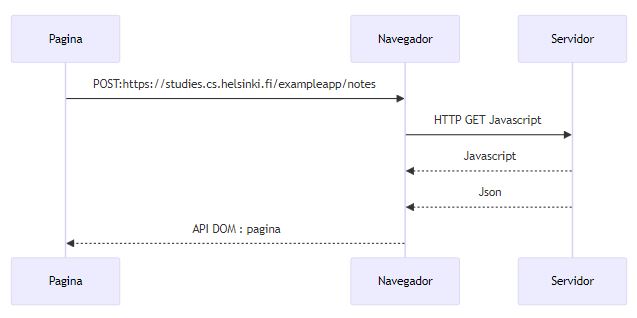 Pagina
Navegador
Servidor
POST:https://studies.cs.helsinki.fi/exampleapp/notes
HTTP GET Javascript
Javascript
Json
API DOM : pagina
Pagina
Navegador
Servidor